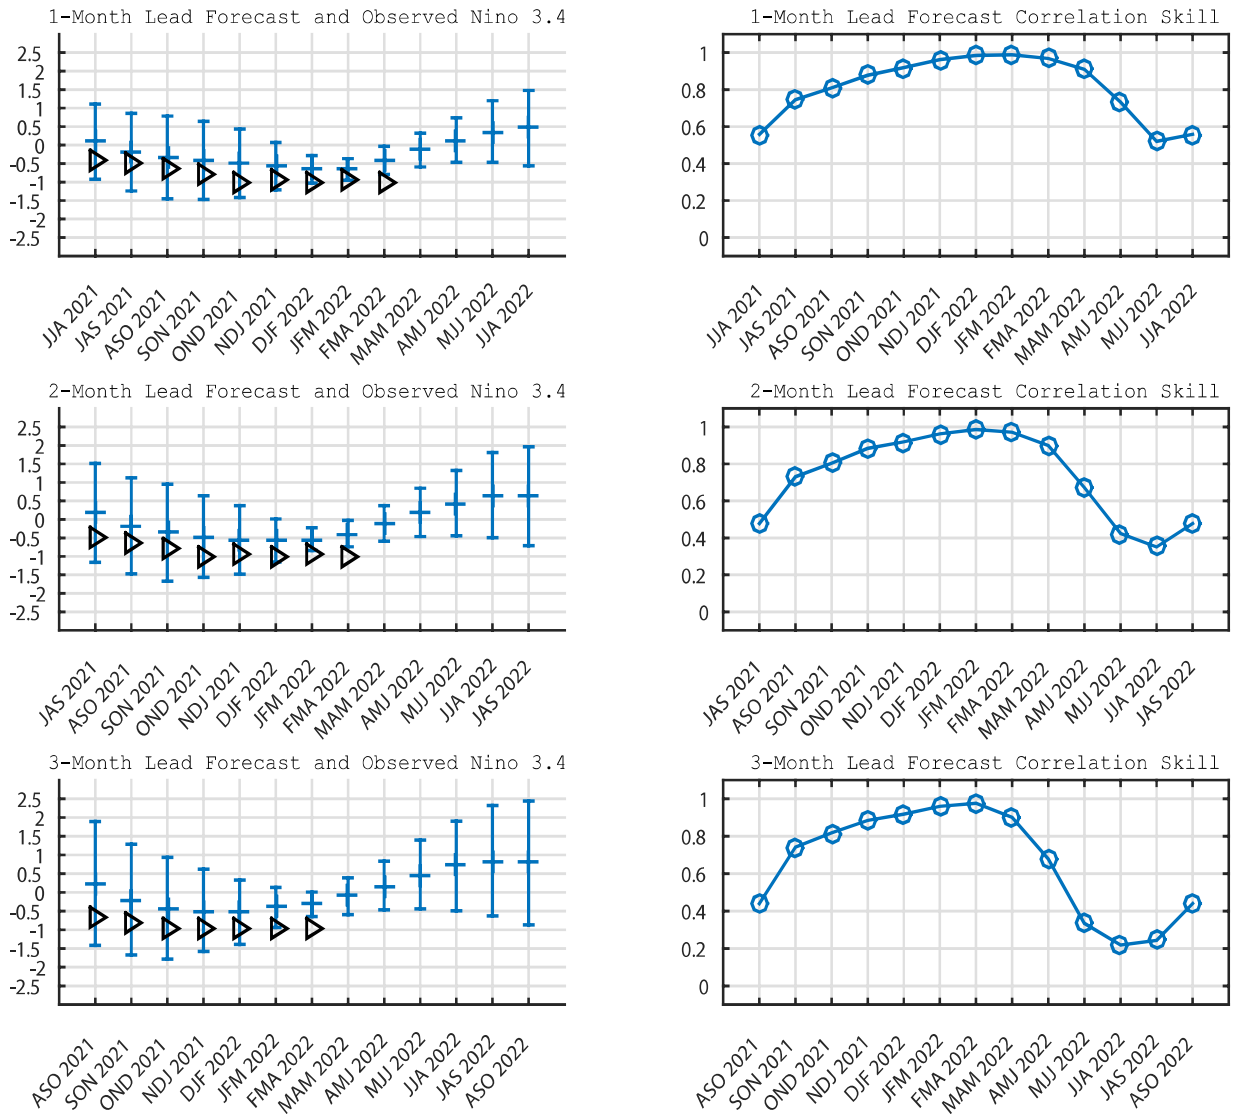 1-Month Lead Forecast and Observed Nino 3.4
2.5
2
1.5
1
0.5
0
-0.5
-1
-1.5
-2
-2.5
JJA 2021
JAS 2021
ASO 2021
SON 2021
OND 2021
NDJ 2021
DJF 2022
JFM 2022
FMA 2022
MAM 2022
AMJ 2022
MJJ 2022
JJA 2022
1-Month Lead Forecast Correlation Skill
1
0.8
0.6
0.4
0.2
0
JJA 2021
JAS 2021
ASO 2021
SON 2021
OND 2021
NDJ 2021
DJF 2022
JFM 2022
FMA 2022
MAM 2022
AMJ 2022
MJJ 2022
JJA 2022
2-Month Lead Forecast and Observed Nino 3.4
2.5
2
1.5
1
0.5
0
-0.5
-1
-1.5
-2
-2.5
JAS 2021
ASO 2021
SON 2021
OND 2021
NDJ 2021
DJF 2022
JFM 2022
FMA 2022
MAM 2022
AMJ 2022
MJJ 2022
JJA 2022
JAS 2022
2-Month Lead Forecast Correlation Skill
1
0.8
0.6
0.4
0.2
0
JAS 2021
ASO 2021
SON 2021
OND 2021
NDJ 2021
DJF 2022
JFM 2022
FMA 2022
MAM 2022
AMJ 2022
MJJ 2022
JJA 2022
JAS 2022
3-Month Lead Forecast and Observed Nino 3.4
2.5
2
1.5
1
0.5
0
-0.5
-1
-1.5
-2
-2.5
ASO 2021
SON 2021
OND 2021
NDJ 2021
DJF 2022
JFM 2022
FMA 2022
MAM 2022
AMJ 2022
MJJ 2022
JJA 2022
JAS 2022
ASO 2022
3-Month Lead Forecast Correlation Skill
1
0.8
0.6
0.4
0.2
0
ASO 2021
SON 2021
OND 2021
NDJ 2021
DJF 2022
JFM 2022
FMA 2022
MAM 2022
AMJ 2022
MJJ 2022
JJA 2022
JAS 2022
ASO 2022